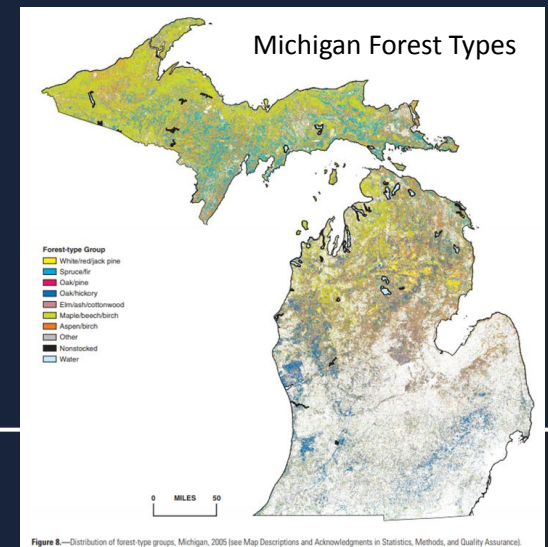 Michigan Forest Types
Forest-type Group
White/red/jack pine
Spruce/fir
Oak/pine
Oak/hickory
Elm/ash/cottonwood
Maple/beech/birch
Aspen/birch
Other
Nonstocked
Water
0 MILES 50
Figure 8.—Distribution of forest-type groups, Michigan, 2005 (see Map Descriptions and Acknowledgments in Statistics, Methods, and Quality Assurance).